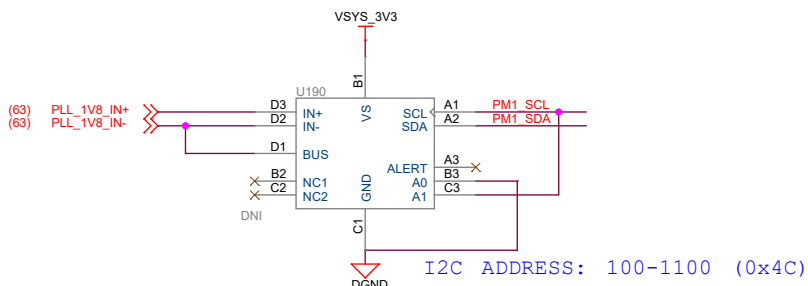 VSYS_3V3
B1
U190
(63) PLL_1V8_IN+ D3 IN+ VS SCL A1 PM1_SCL
(63) PLL_1V8_IN- D2 IN- SDA A2 PM1_SDA
D1 BUS
ALERT A3
B2 NC1 A0 B3
C2 NC2 GND A1 C3
DNI
C1
I2C ADDRESS: 100-1100 (0x4C)
DGND